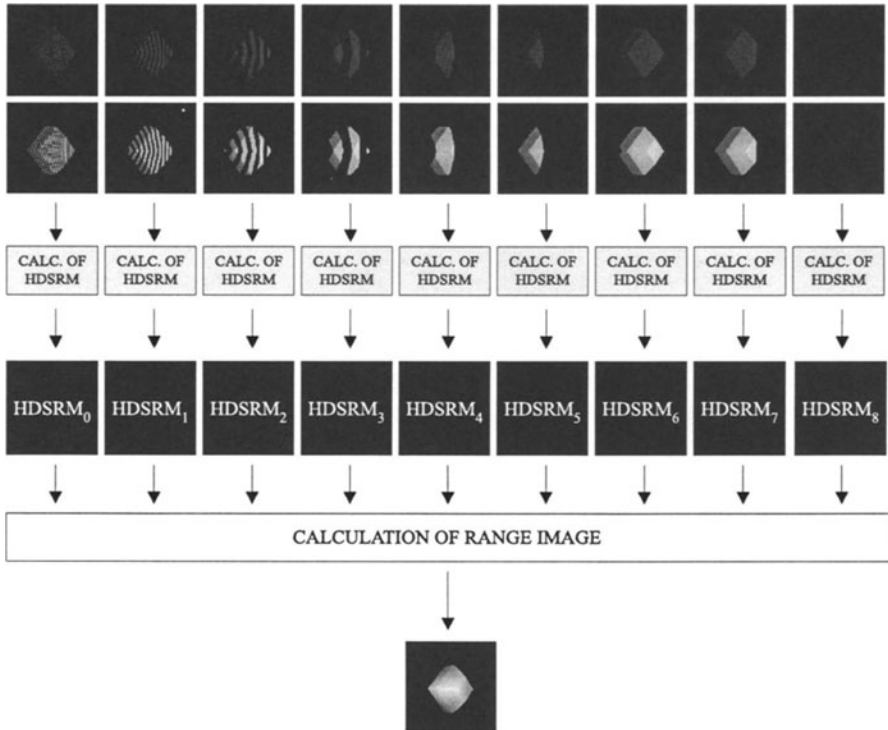 CALC. OF HDSRM CALC. OF HDSRM CALC. OF HDSRM CALC. OF HDSRM CALC. OF HDSRM CALC. OF HDSRM CALC. OF HDSRM CALC. OF HDSRM CALC. OF HDSRM
HDSRM₀ HDSRM₁ HDSRM₂ HDSRM₃ HDSRM₄ HDSRM₅ HDSRM₆ HDSRM₇ HDSRM₈
CALCULATION OF RANGE IMAGE